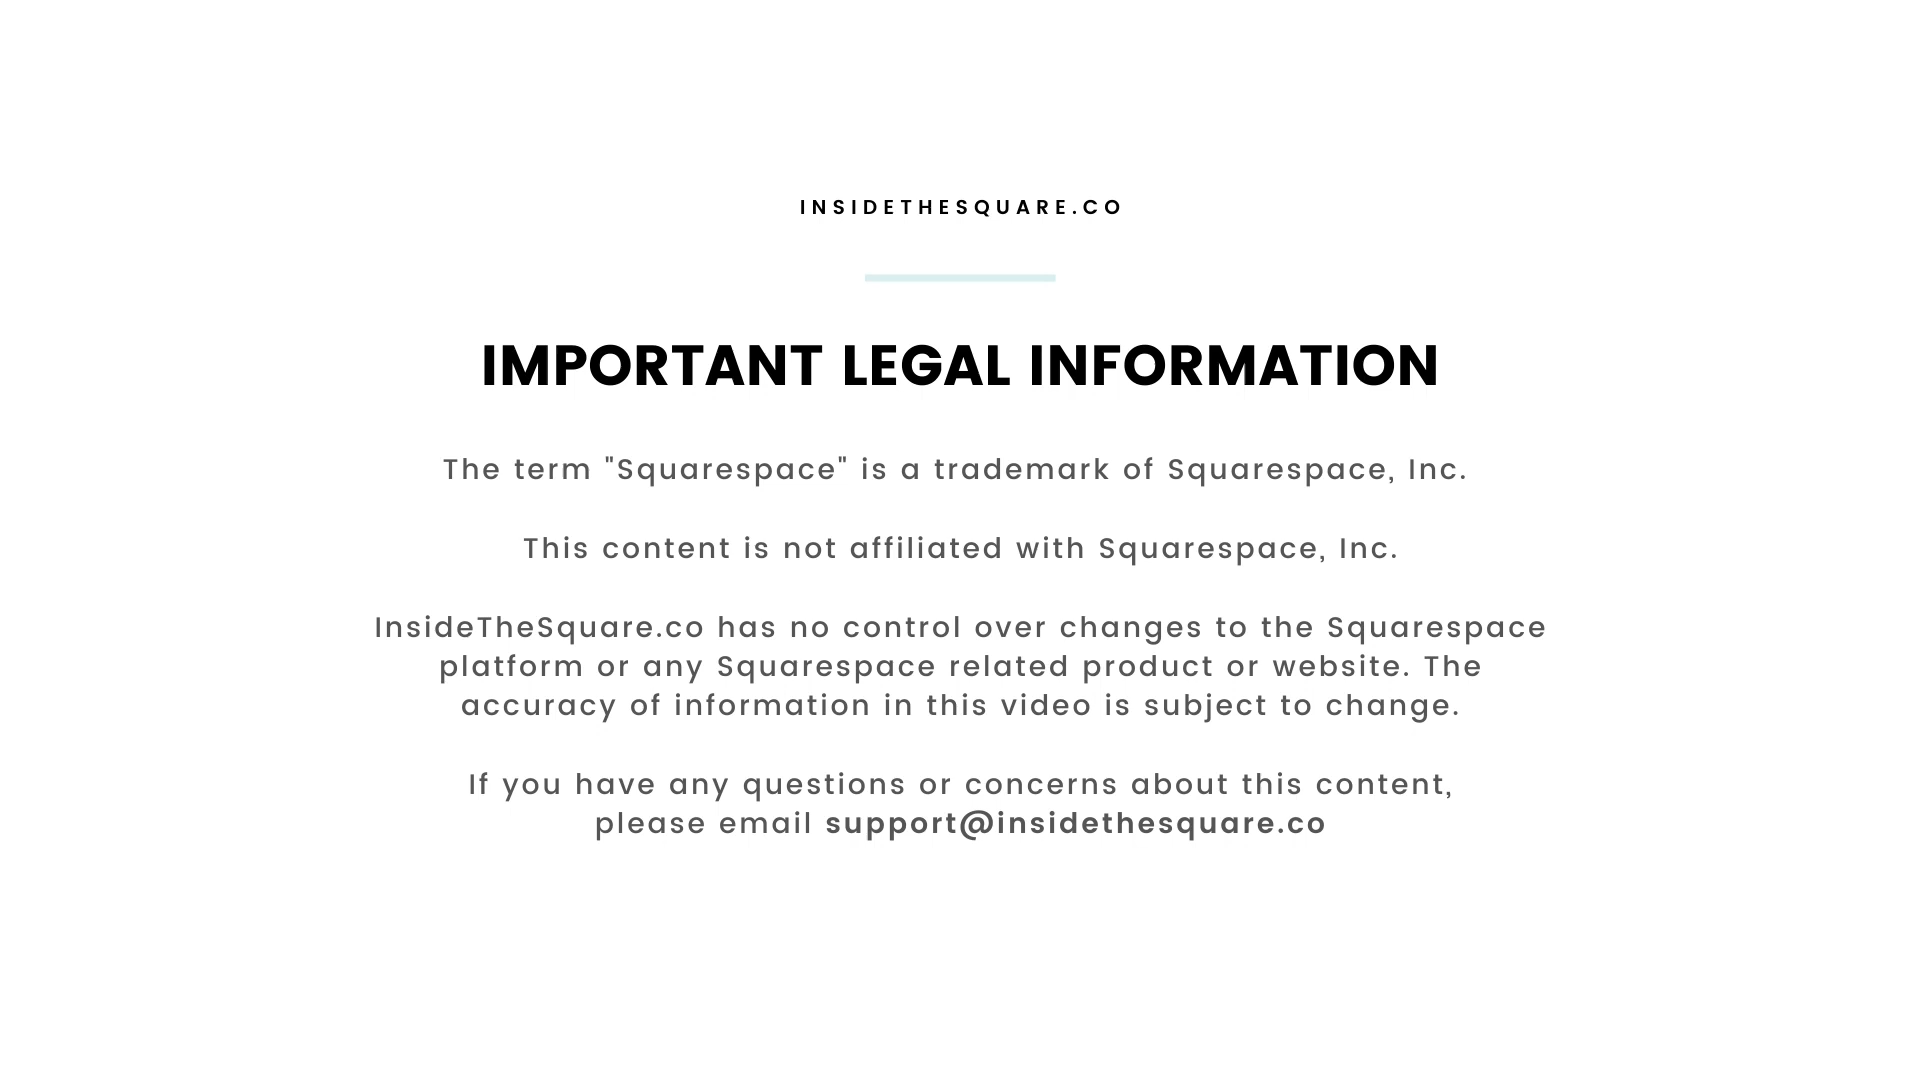 INSIDETHESQUARE.CO
IMPORTANT LEGAL INFORMATION
The term "Squarespace" is a trademark of Squarespace, Inc.
This content is not affiliated with Squarespace, Inc.
InsideTheSquare.co has no control over changes to the Squarespace
platform or any Squarespace related product or website. The
accuracy of information in this video is subject to change.
If you have any questions or concerns about this content,
please email support@insidethesquare.co